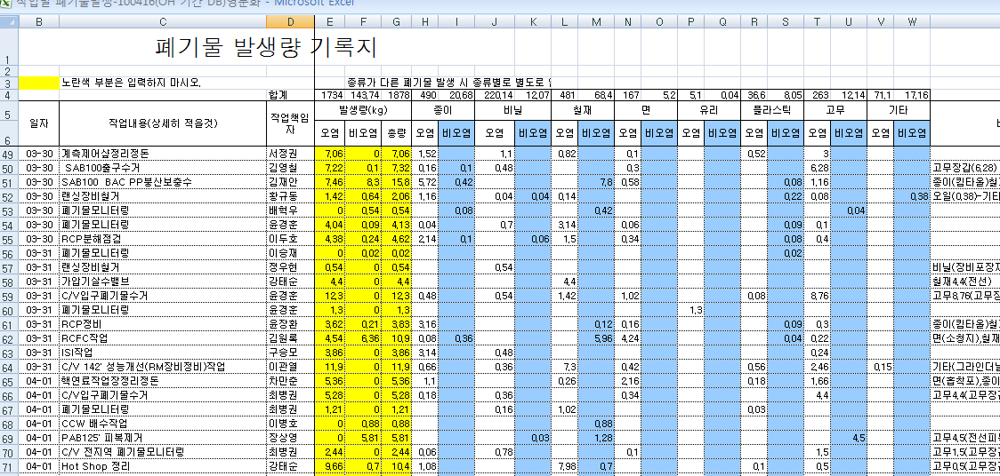 작업별 폐기물발생-100416(OH 기간 DB)영문화 - Microsoft Excel
B C D E F G H I J K L M N O P Q R S T U V W
1 폐기물 발생량 기록지
2
3 노란색 부분은 입력하지 마시오. 종류가 다른 폐기물 발생 시 종류별로 별도로
4 합계 1734 143,74 1878 490 20,68 220,14 12,07 481 68,4 167 5,2 5,1 0,04 36,6 8,05 263 12,14 71,1 17,16
5 일자 작업내용(상세히 적을것) 작업책임자 발생량(kg) 종이 비닐 철재 면 유리 플라스틱 고무 기타
6 오염 비오염 총량 오염 비오염 오염 비오염 오염 비오염 오염 비오염 오염 비오염 오염 비오염 오염 비오염 오염 비오염
49 03-30 계측제어샾정리정돈 서정권 7,06 0 7,06 1,52 1,1 0,82 0,1 0,52 3
50 03-30 SAB100출구수거 김영철 7,22 0,1 7,32 0,16 0,1 0,48 0,3 6,28 고무장갑(6,28)
51 03-30 SAB100 BAC PP붕산보충수 김재만 7,46 8,3 15,8 5,72 0,42 7,8 0,58 0,08 1,16 종이(킴타올)철
52 03-30 랜싱장비철거 황규동 1,42 0,64 2,06 1,16 0,04 0,04 0,14 0,22 0,08 0,38 오일(0,38)-기타
53 03-30 폐기물모니터링 배혁우 0 0,54 0,54 0,08 0,42 0,04
54 03-30 폐기물모니터링 윤경훈 4,04 0,09 4,13 0,04 0,7 3,14 0,06 0,09 0,1
55 03-30 RCP분해점검 이두호 4,38 0,24 4,62 2,14 0,1 0,06 1,5 0,34 0,08 0,4
56 03-31 폐기물모니터링 이승재 0 0,02 0,02 0,02
57 03-31 랜싱장비철거 정우현 0,54 0 0,54 0,54 비닐(장비포장재
58 03-31 가압기살수밸브 강태순 4,4 0 4,4 4,4 철재4,4(전선)
59 03-31 C/V입구폐기물수거 윤경훈 12,3 0 12,3 0,48 0,54 1,42 1,02 0,08 8,76 고무8,76(고무장
60 03-31 폐기물모니터링 윤경훈 1,3 0 1,3 1,3
61 03-31 RCP정비 윤장환 3,62 0,21 3,83 3,16 0,12 0,16 0,09 0,3 종이(킴타올)철
62 03-31 RCFC작업 김원록 4,54 6,36 10,9 0,08 0,36 5,96 4,24 0,04 0,22 면(소청지),철재
63 03-31 ISI작업 구승모 3,86 0 3,86 3,14 0,48 0,24
64 03-31 C/V 142' 성능개선(RM장비정비)작업 이관열 11,9 0 11,9 0,66 0,36 7,3 0,42 0,56 2,46 0,15 기타(그라인더날
65 04-01 핵연료작업장정리정돈 차만춘 5,36 0 5,36 1,1 0,26 2,16 0,18 1,66 면(흡착포),종이
66 04-01 C/V입구폐기물수거 최병권 5,28 0 5,28 0,18 0,36 0,34 4,4 고무4,4(고무장갑
67 04-01 폐기물모니터링 최병권 1,21 0 1,21 0,16 1,02 0,03
68 04-01 CCW 배수작업 이병호 0 0,88 0,88 0,88
69 04-01 PAB125' 피복제거 장상영 0 5,81 5,81 0,03 1,28 4,5 고무4,5(전선피복
70 04-01 C/V 전지역 폐기물모니터링 최병권 2,44 0 2,44 0,06 0,78 0,1 1,5 고무1,5(고무장갑
71 04-01 Hot Shop 정리 강태순 9,66 0,7 10,4 1,08 7,98 0,7 0,1 0,5 고무0,5(고무장갑